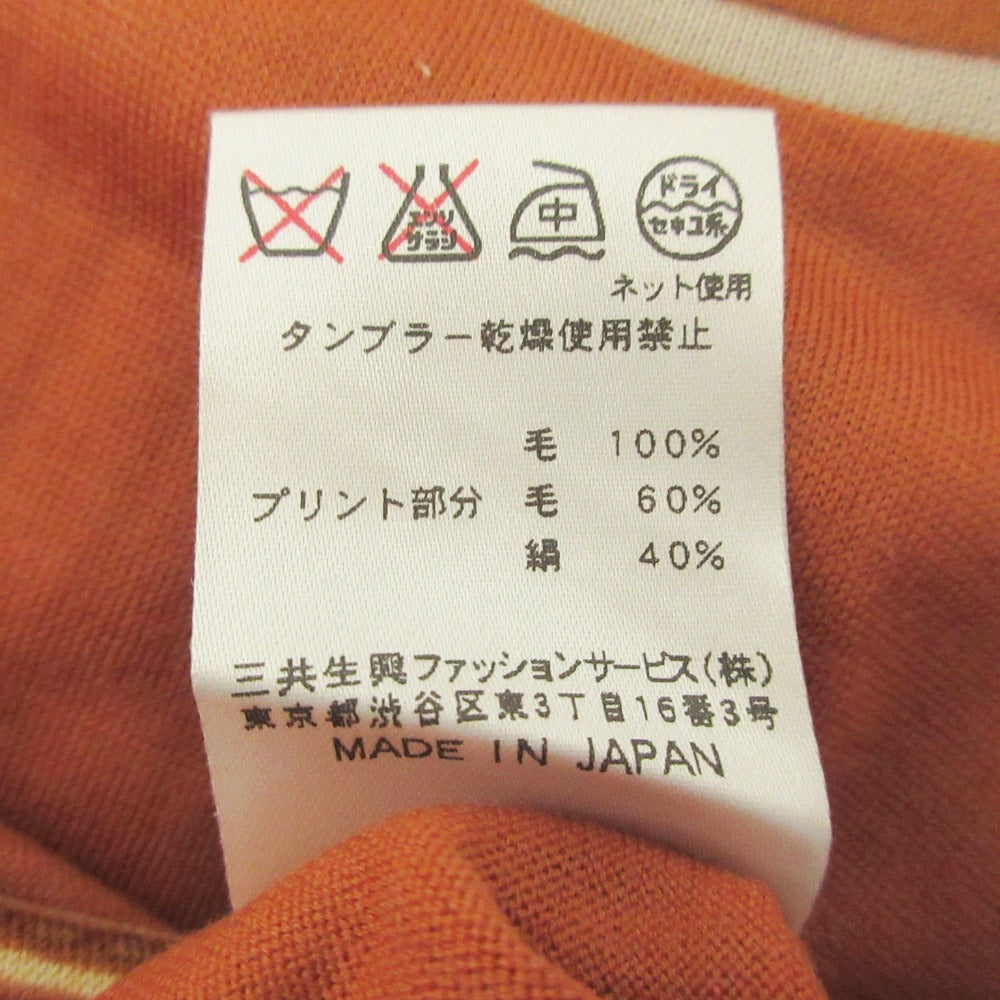 エンソ
サラシ
中
ドライ
セキユ系
ネット使用
タンブラー乾燥使用禁止
毛 100%
プリント部分 毛 60%
絹 40%
三共生興ファッションサービス(株)
東京都渋谷区東3丁目16番3号
MADE IN JAPAN